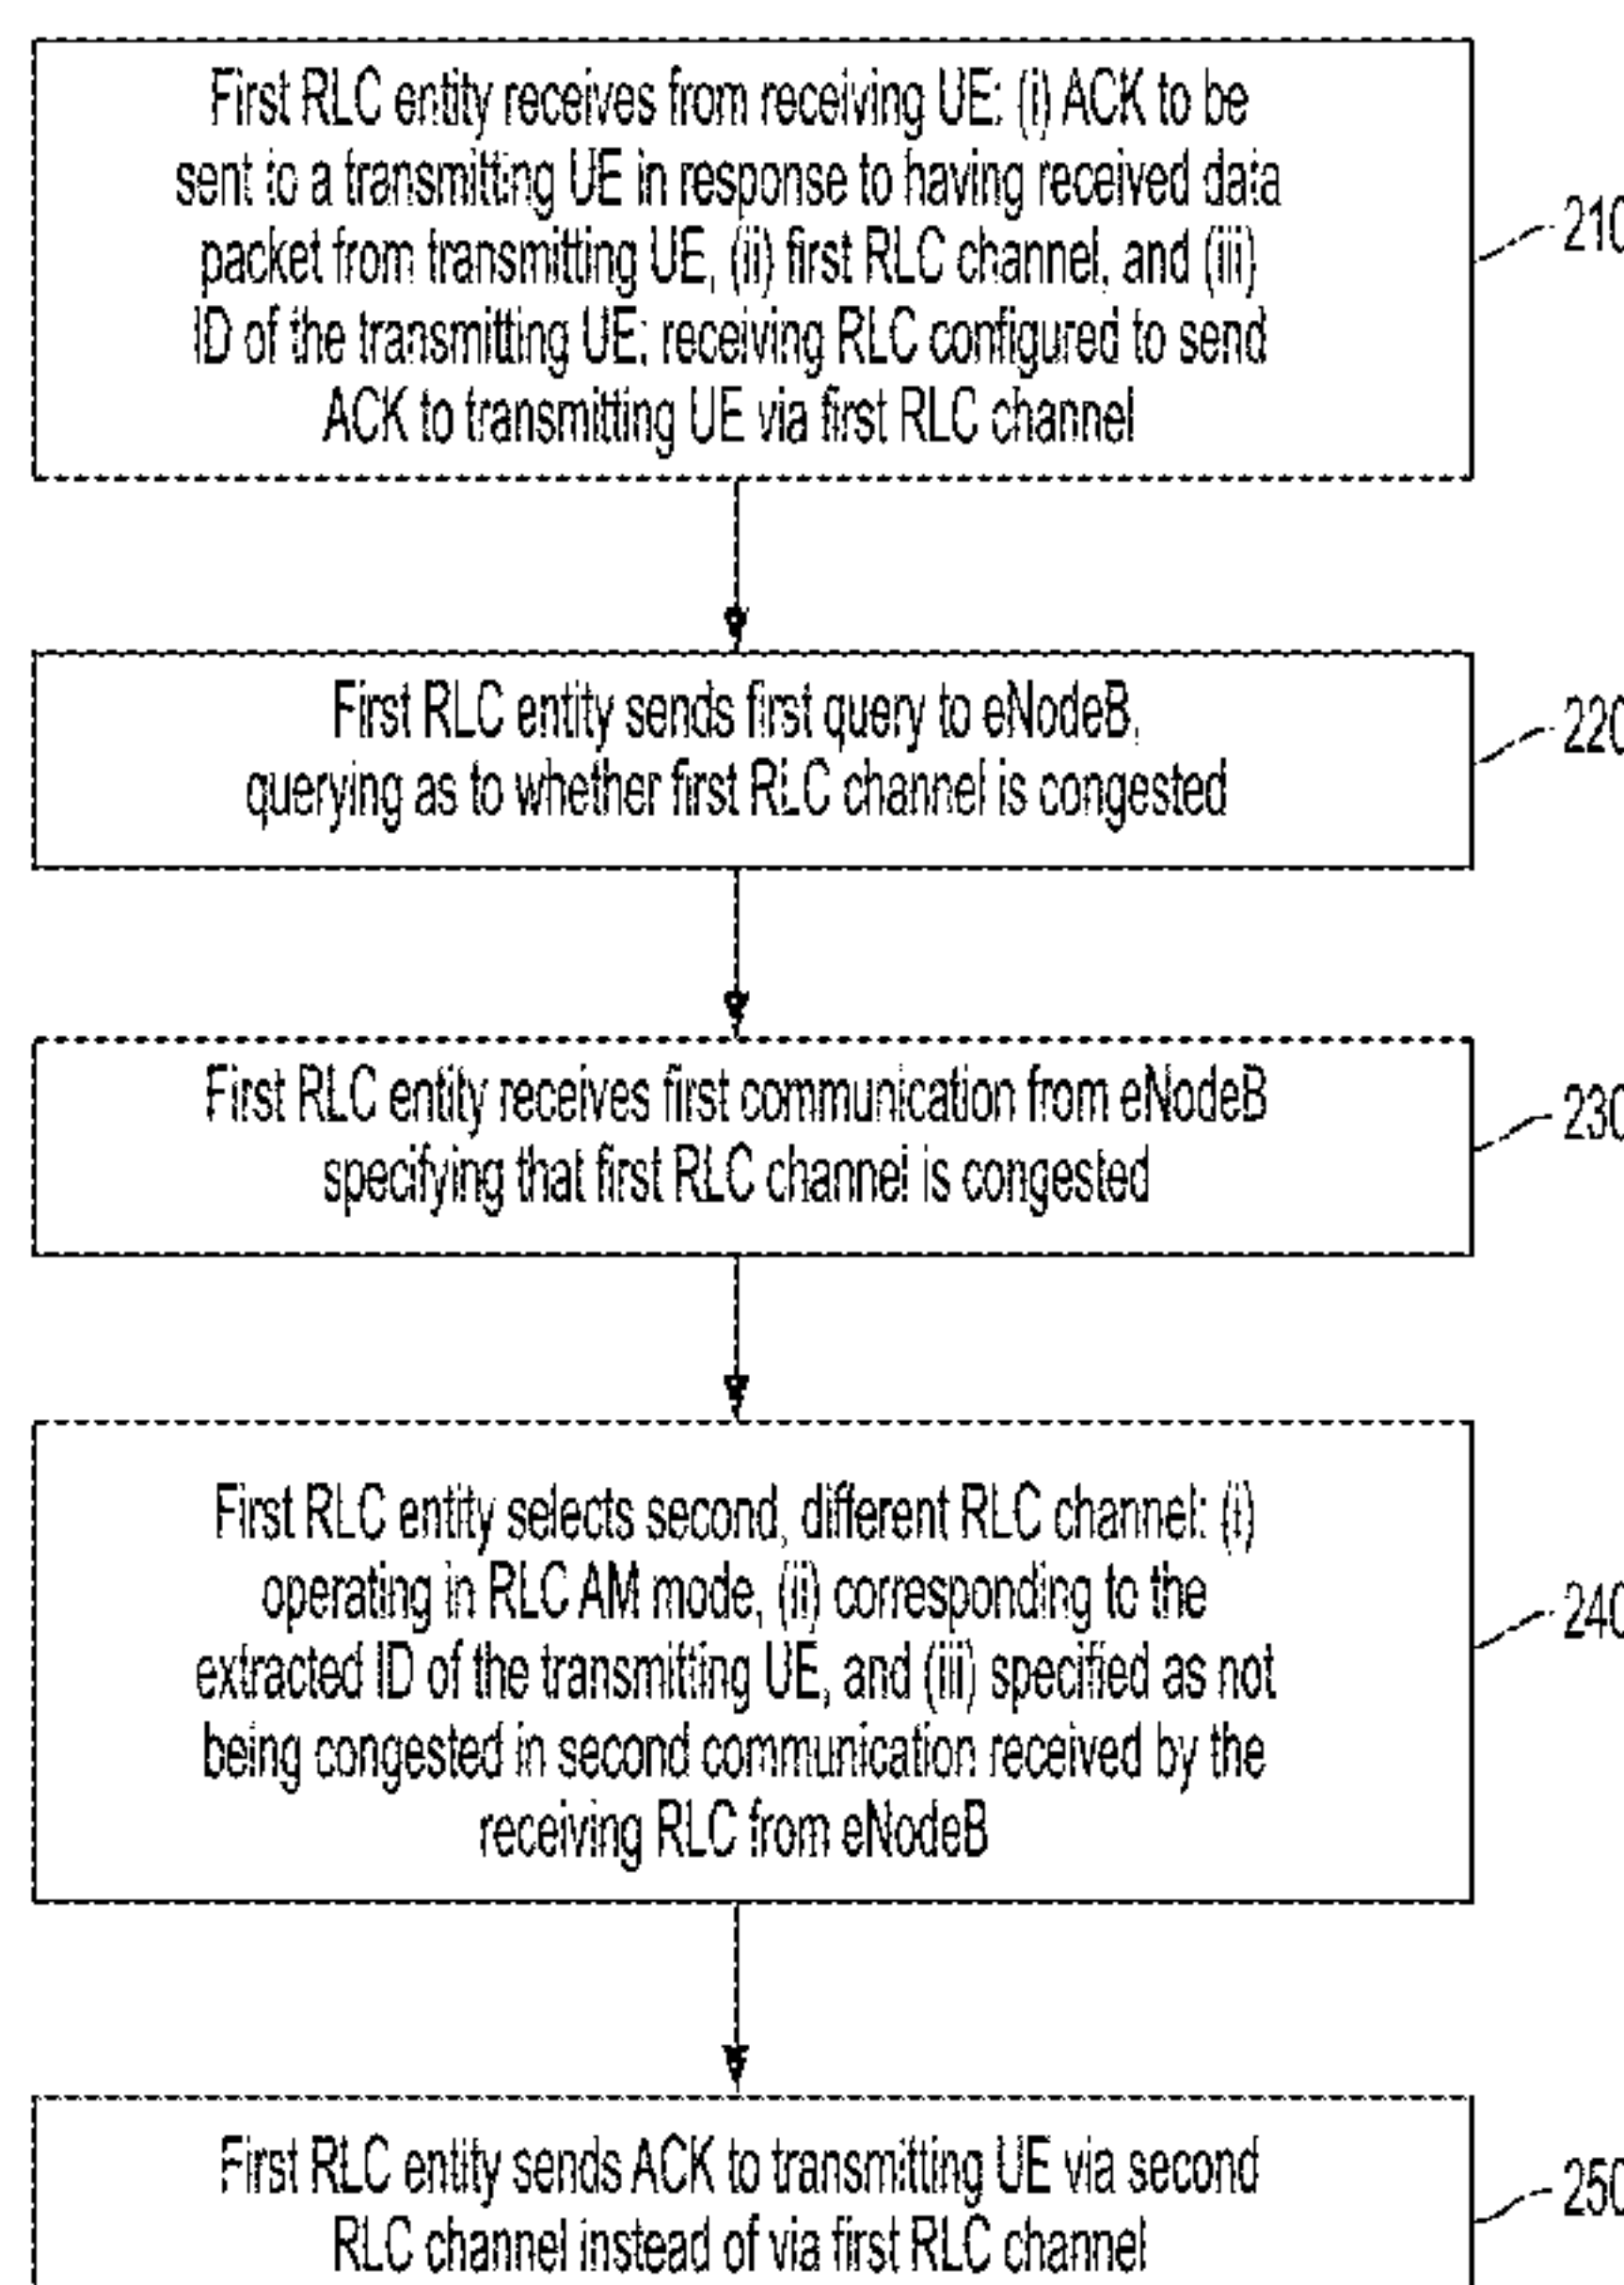 First RLC entity receives from receiving UE: (i) ACK to be
sent to a transmitting UE in response to having received data
packet from transmitting UE, (ii) first RLC channel, and (iii)
ID of the transmitting UE; receiving RLC configured to send
ACK to transmitting UE via first RLC channel
210
First RLC entity sends first query to eNodeB,
querying as to whether first RLC channel is congested
220
First RLC entity receives first communication from eNodeB
specifying that first RLC channel is congested
230
First RLC entity selects second, different RLC channel: (i)
operating in RLC AM mode, (ii) corresponding to the
extracted ID of the transmitting UE, and (iii) specified as not
being congested in second communication received by the
receiving RLC from eNodeB
240
First RLC entity sends ACK to transmitting UE via second
RLC channel instead of via first RLC channel
250